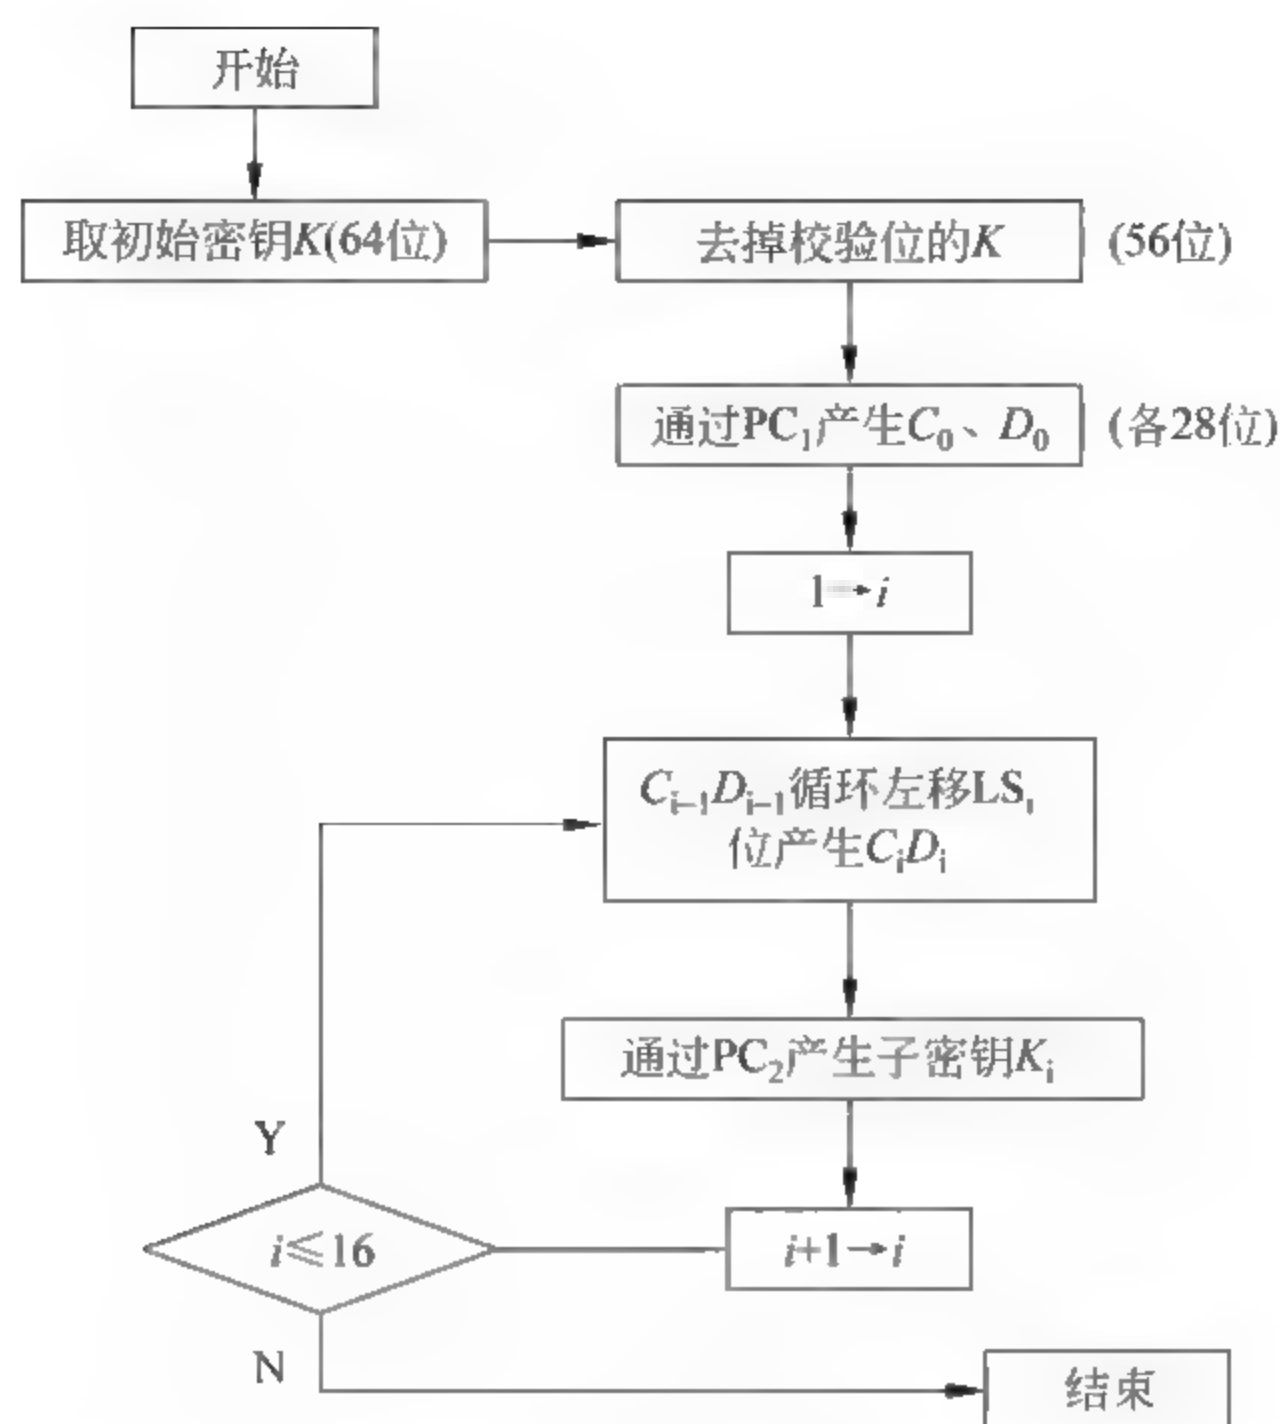 开始
取初始密钥K(64位)
去掉校验位的K
(56位)
通过PC₁产生C₀、D₀
(各28位)
1→i
Cᵢ₋₁Dᵢ₋₁循环左移LSᵢ
位产生CᵢDᵢ
通过PC₂产生子密钥Kᵢ
i+1→i
Y
i≤16
N
结束